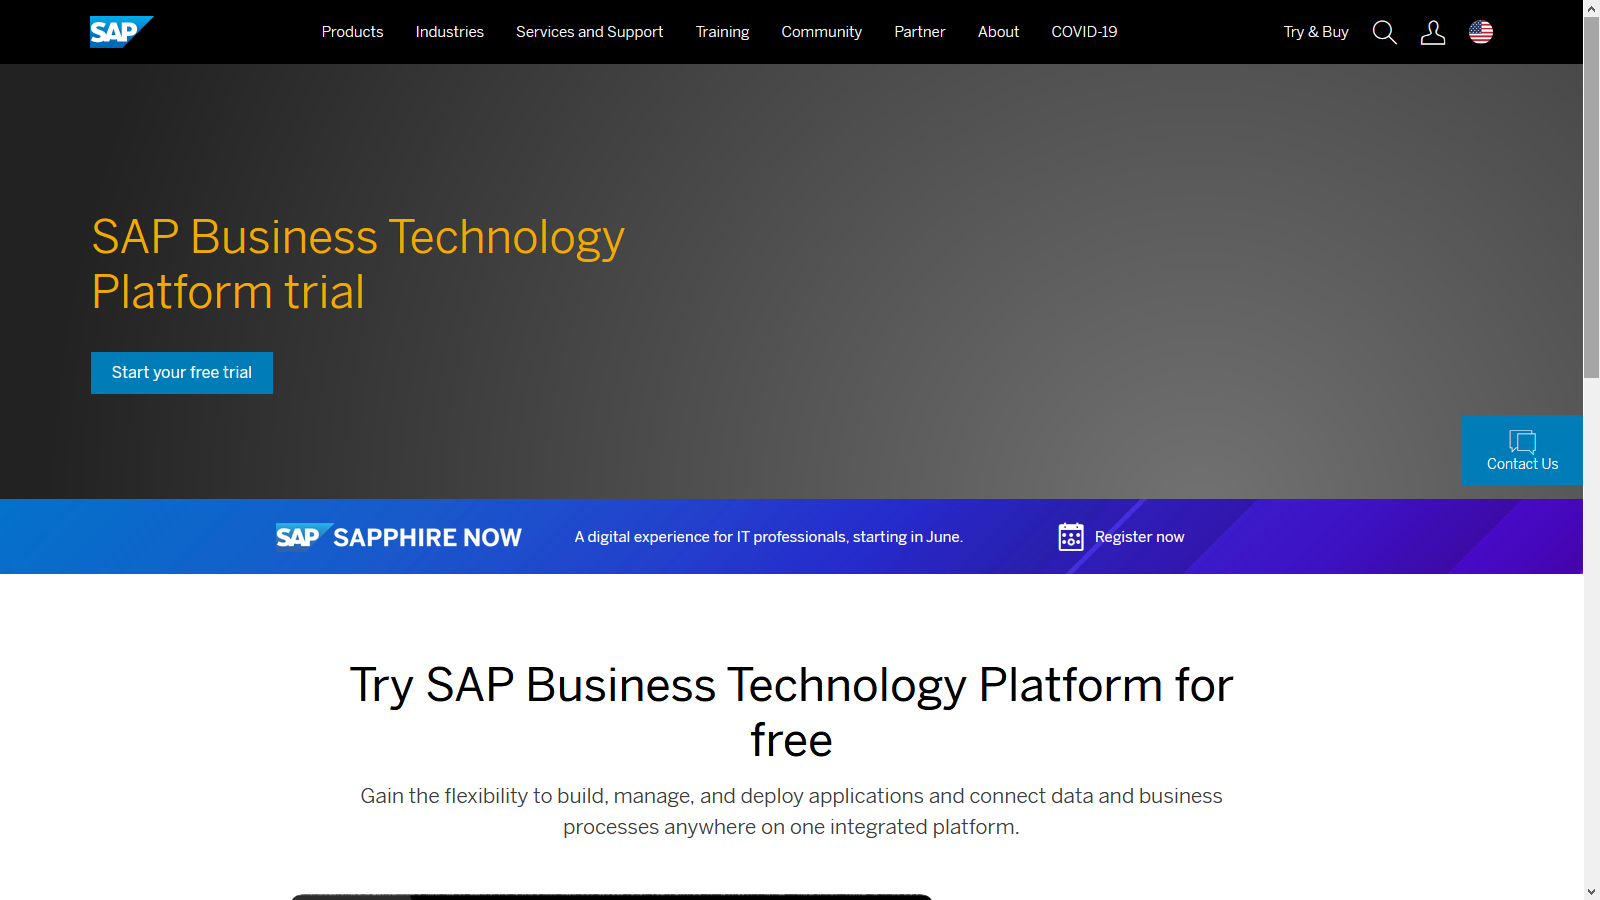 SAP
Products
Industries
Services and Support
Training
Community
Partner
About
COVID-19
Try & Buy
SAP Business Technology
Platform trial
Start your free trial
Contact Us
SAP SAPPHIRE NOW
A digital experience for IT professionals, starting in June.
Register now
Try SAP Business Technology Platform for
free
Gain the flexibility to build, manage, and deploy applications and connect data and business
processes anywhere on one integrated platform.